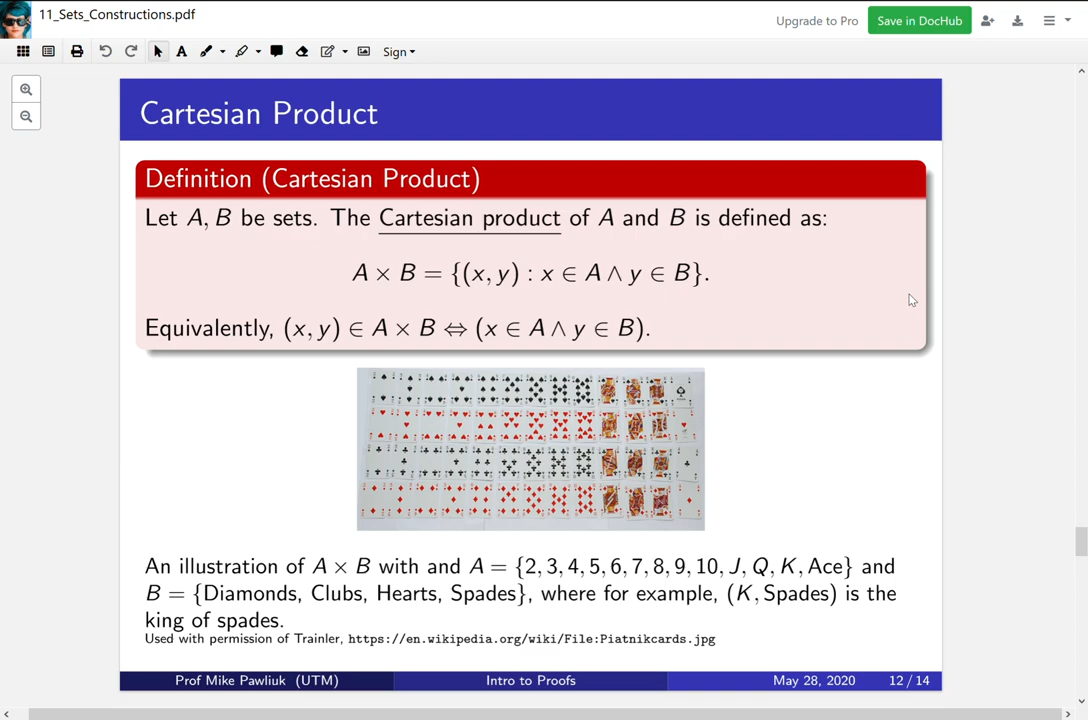 11_Sets_Constructions.pdf
Upgrade to Pro
Save in DocHub
A
Sign
Cartesian Product
Definition (Cartesian Product)
Let A, B be sets. The Cartesian product of A and B is defined as:
A × B = {(x, y) : x ∈ A ∧ y ∈ B}.
Equivalently, (x, y) ∈ A × B ⇔ (x ∈ A ∧ y ∈ B).
An illustration of A × B with and A = {2, 3, 4, 5, 6, 7, 8, 9, 10, J, Q, K, Ace} and
B = {Diamonds, Clubs, Hearts, Spades}, where for example, (K, Spades) is the
king of spades.
Used with permission of Trainler, https://en.wikipedia.org/wiki/File:Piatnikcards.jpg
Prof Mike Pawliuk (UTM)
Intro to Proofs
May 28, 2020
12 / 14